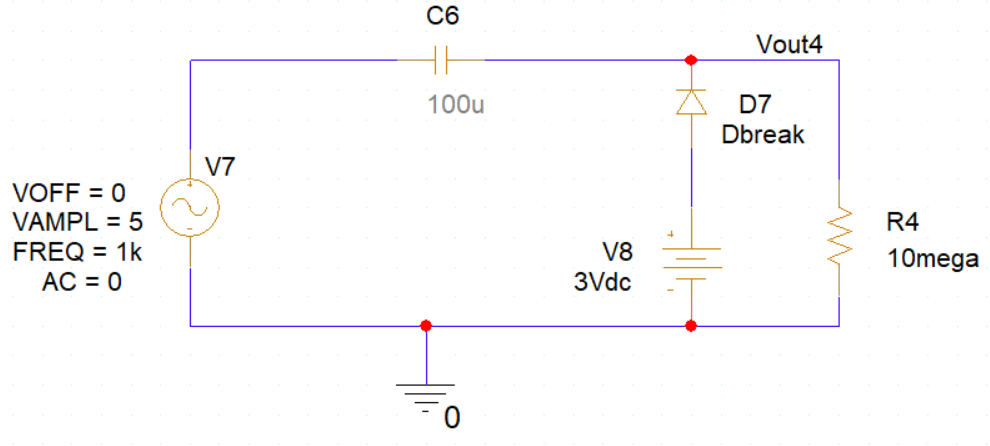 C6
100u
Vout4
D7
Dbreak
V7
VOFF = 0
VAMPL = 5
FREQ = 1k
AC = 0
+
-
V8
3Vdc
+
-
R4
10mega
0